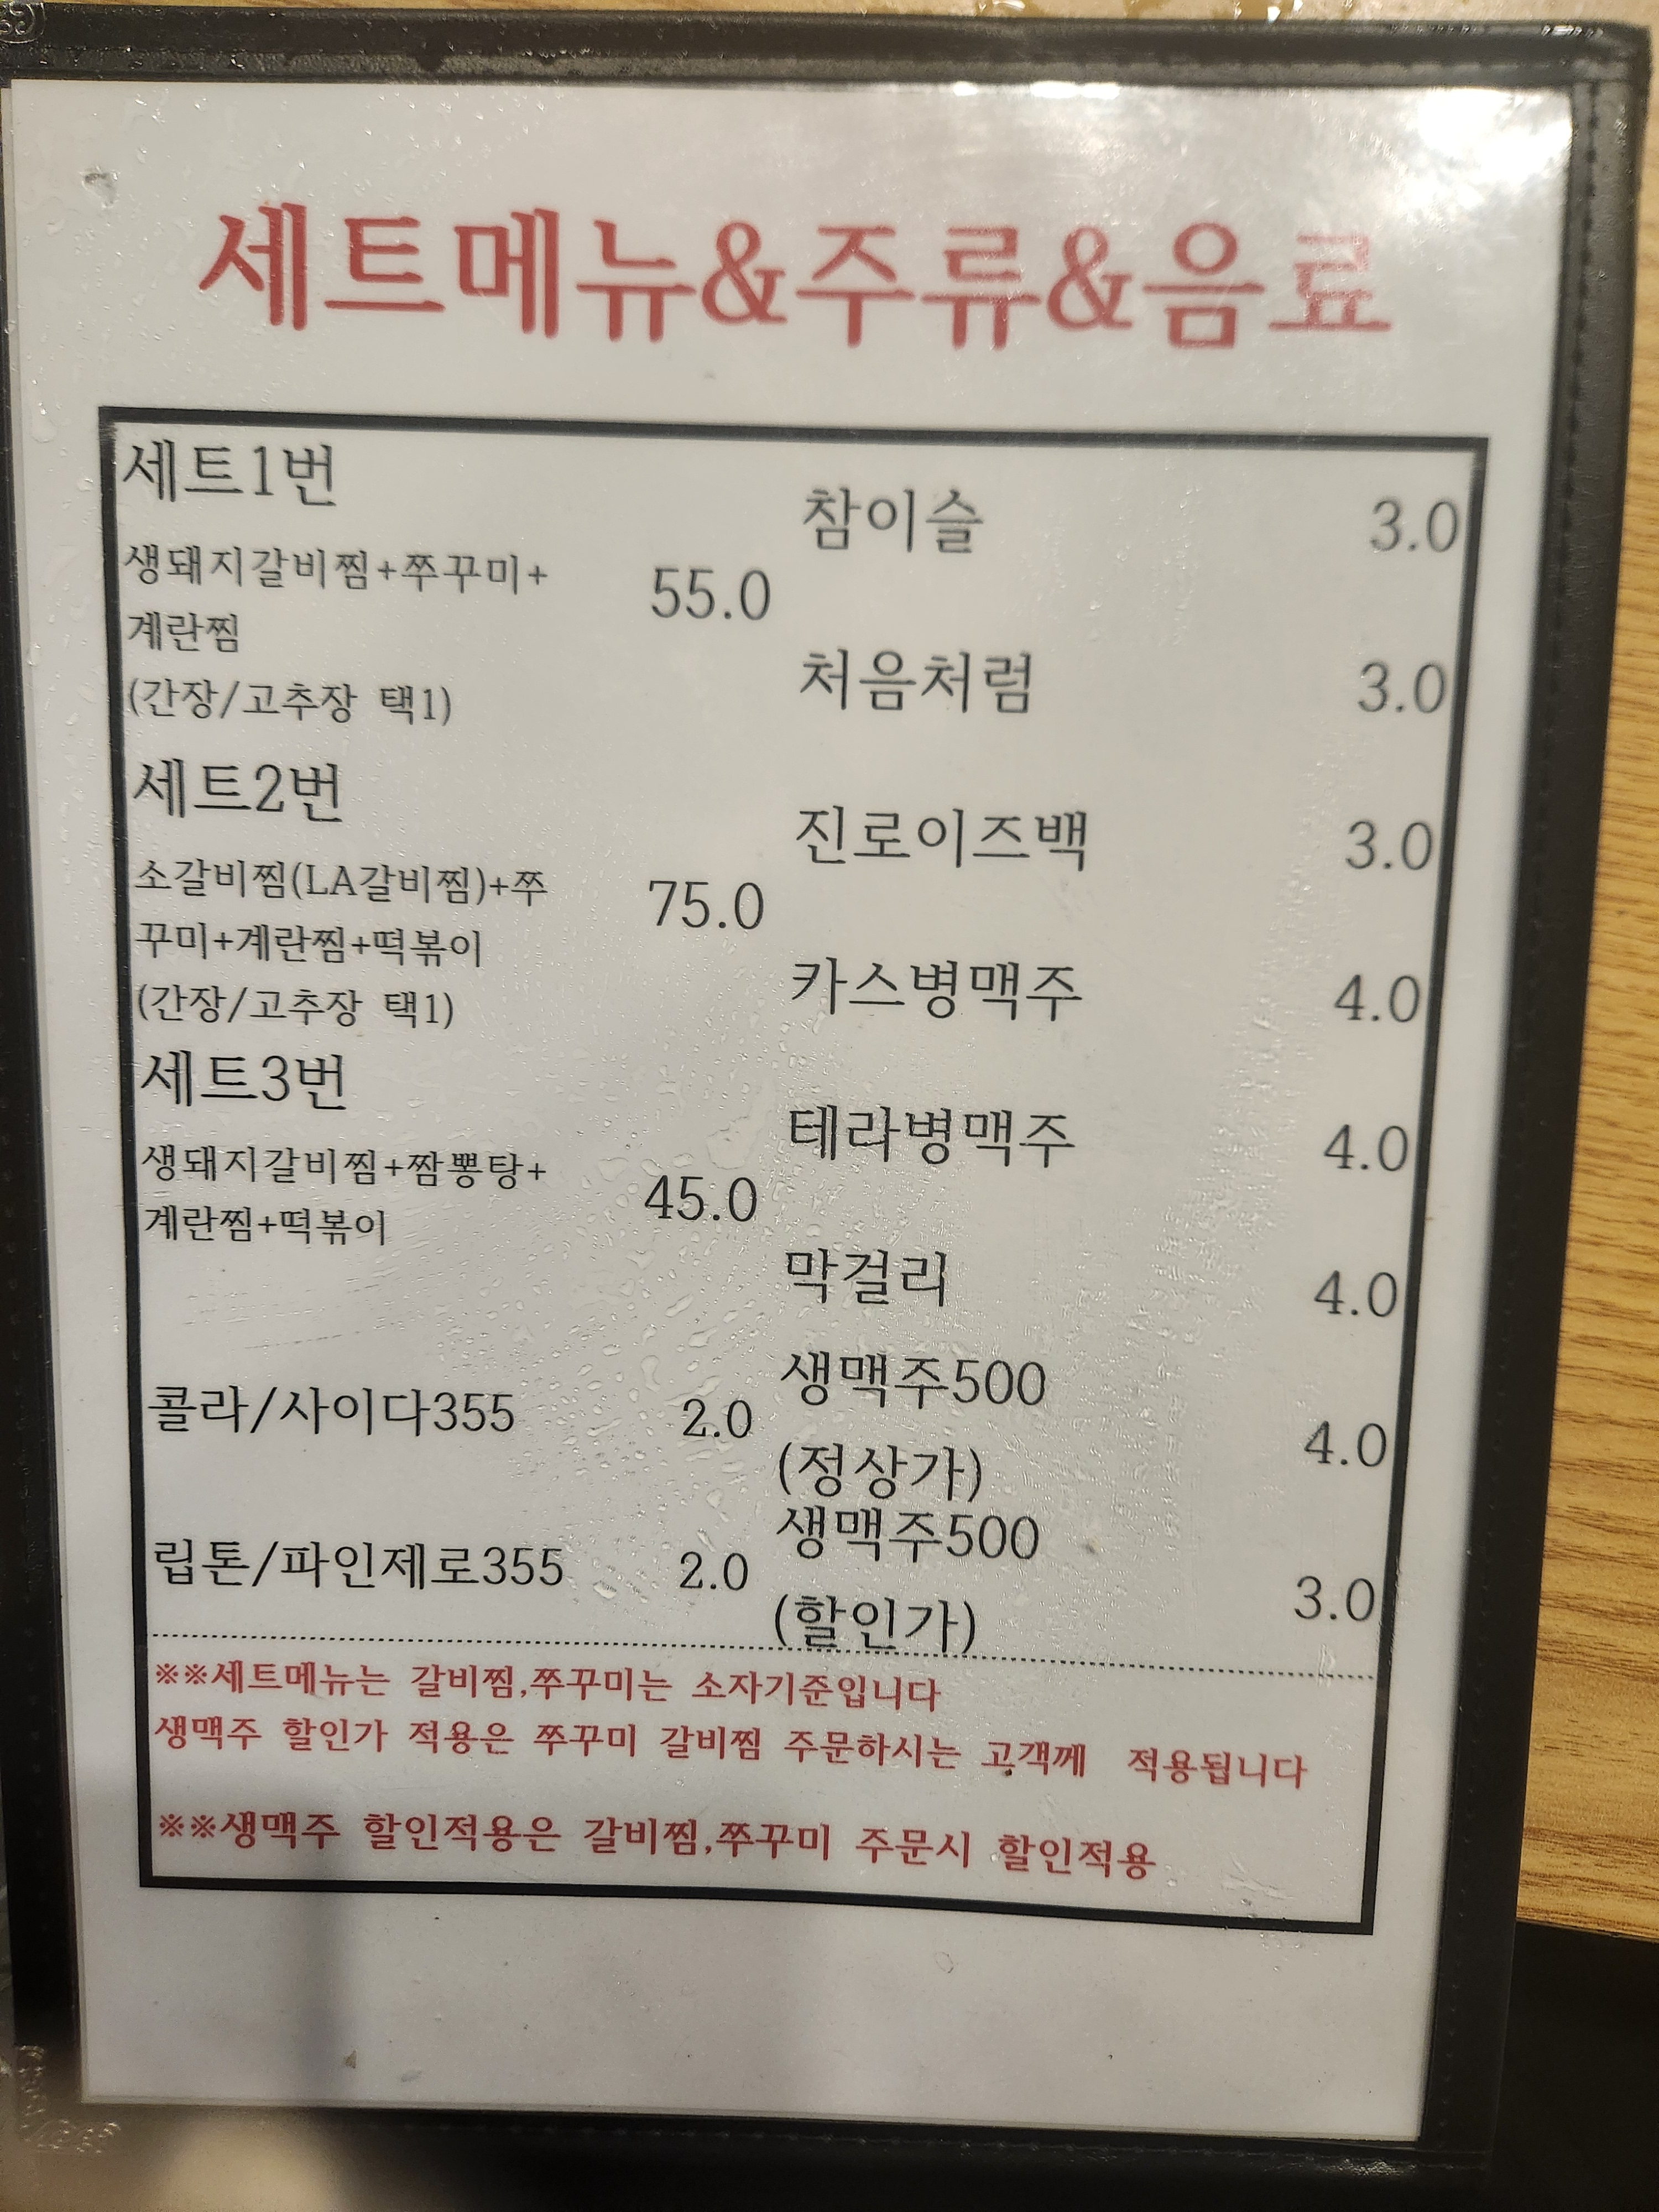 세트메뉴&주류&음료
세트1번
생돼지갈비찜+쭈꾸미+
계란찜
(간장/고추장 택1)
55.0
세트2번
소갈비찜(LA갈비찜)+쭈
꾸미+계란찜+떡볶이
(간장/고추장 택1)
75.0
세트3번
생돼지갈비찜+짬뽕탕+
계란찜+떡볶이
45.0
콜라/사이다355 2.0
립톤/파인제로355 2.0
참이슬 3.0
처음처럼 3.0
진로이즈백 3.0
카스병맥주 4.0
테라병맥주 4.0
막걸리 4.0
생맥주500
(정상가)
4.0
생맥주500
(할인가)
3.0
※※세트메뉴는 갈비찜,쭈꾸미는 소자기준입니다
생맥주 할인가 적용은 쭈꾸미 갈비찜 주문하시는 고객께 적용됩니다
※※생맥주 할인적용은 갈비찜,쭈꾸미 주문시 할인적용